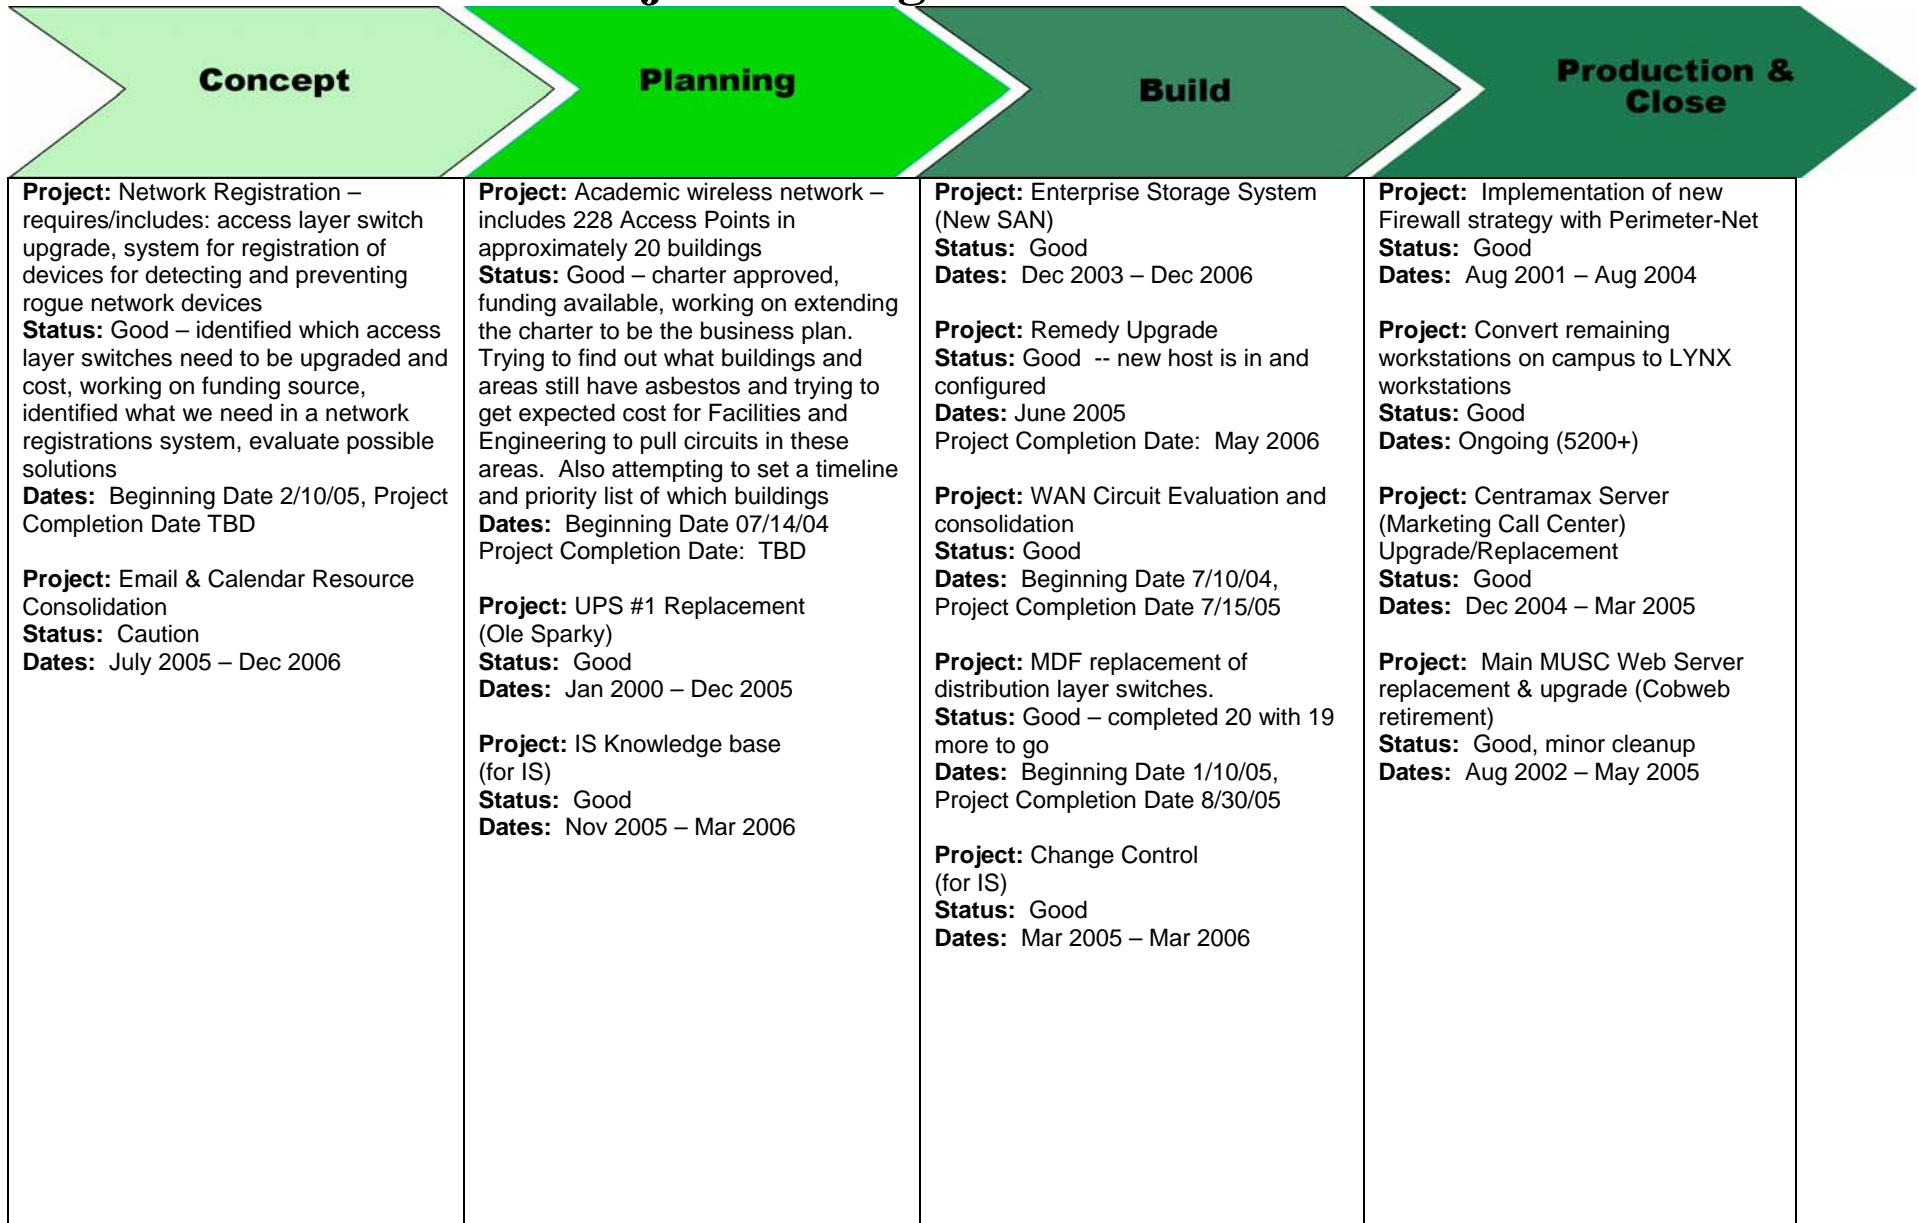 Concept
Planning
Build
Production &
Close
Project: Network Registration –
requires/includes: access layer switch
upgrade, system for registration of
devices for detecting and preventing
rogue network devices
Status: Good – identified which access
layer switches need to be upgraded and
cost, working on funding source,
identified what we need in a network
registrations system, evaluate possible
solutions
Dates: Beginning Date 2/10/05, Project
Completion Date TBD
Project: Email & Calendar Resource
Consolidation
Status: Caution
Dates: July 2005 – Dec 2006
Project: Academic wireless network –
includes 228 Access Points in
approximately 20 buildings
Status: Good – charter approved,
funding available, working on extending
the charter to be the business plan.
Trying to find out what buildings and
areas still have asbestos and trying to
get expected cost for Facilities and
Engineering to pull circuits in these
areas. Also attempting to set a timeline
and priority list of which buildings
Dates: Beginning Date 07/14/04
Project Completion Date: TBD
Project: UPS #1 Replacement
(Ole Sparky)
Status: Good
Dates: Jan 2000 – Dec 2005
Project: IS Knowledge base
(for IS)
Status: Good
Dates: Nov 2005 – Mar 2006
Project: Enterprise Storage System
(New SAN)
Status: Good
Dates: Dec 2003 – Dec 2006
Project: Remedy Upgrade
Status: Good -- new host is in and
configured
Dates: June 2005
Project Completion Date: May 2006
Project: WAN Circuit Evaluation and
consolidation
Status: Good
Dates: Beginning Date 7/10/04,
Project Completion Date 7/15/05
Project: MDF replacement of
distribution layer switches.
Status: Good – completed 20 with 19
more to go
Dates: Beginning Date 1/10/05,
Project Completion Date 8/30/05
Project: Change Control
(for IS)
Status: Good
Dates: Mar 2005 – Mar 2006
Project: Implementation of new
Firewall strategy with Perimeter-Net
Status: Good
Dates: Aug 2001 – Aug 2004
Project: Convert remaining
workstations on campus to LYNX
workstations
Status: Good
Dates: Ongoing (5200+)
Project: Centramax Server
(Marketing Call Center)
Upgrade/Replacement
Status: Good
Dates: Dec 2004 – Mar 2005
Project: Main MUSC Web Server
replacement & upgrade (Cobweb
retirement)
Status: Good, minor cleanup
Dates: Aug 2002 – May 2005